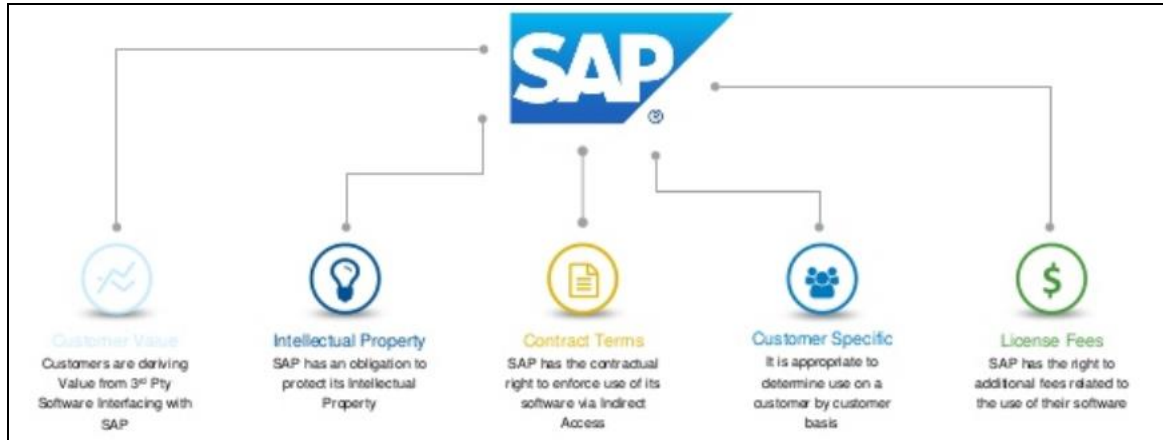 SAP
®
Customer Value
Customers are deriving
Value from 3rd Pty
Software Interfacing with
SAP
Intellectual Property
SAP has an obligation to
protect its Intellectual
Property
Contract Terms
SAP has the contractual
right to enforce use of its
software via Indirect
Access
Customer Specific
It is appropriate to
determine use on a
customer by customer
basis
$
License Fees
SAP has the right to
additional fees related to
the use of their software